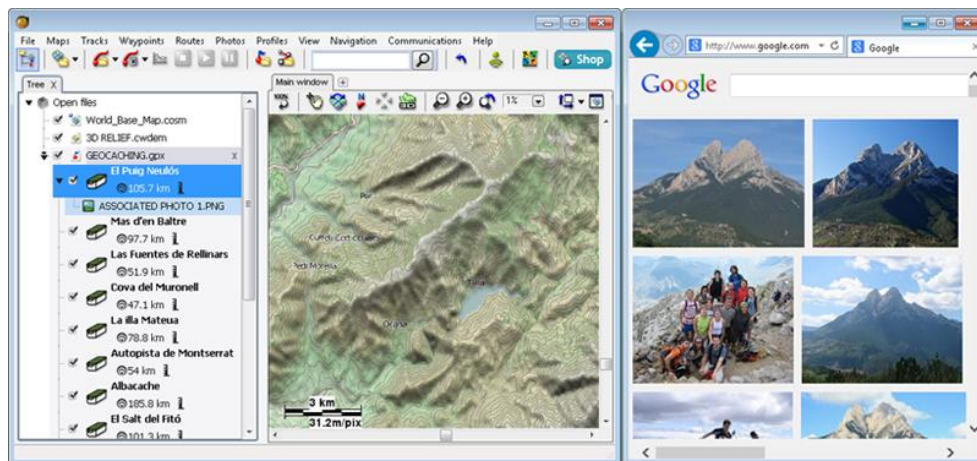 File Maps Tracks Waypoints Routes Photos Profiles View Navigation Communications Help
Shop
Tree X
Open files
World_Base_Map.cosm
3D RELIEF.cwdem
GEOCACHING.gpx x
El Puig Neulós
105.7 km
ASSOCIATED PHOTO 1.PNG
Mas d'en Baltre
97.7 km
Las Fuentes de Rellinars
51.9 km
Cova del Muronell
47.1 km
La illa Mateua
78.8 km
Autopista de Montserrat
54 km
Albacache
185.8 km
El Salt del Fitó
101.3 km
Main window
100%
1%
3 km
31.2m/pix
http://www.google.com
Google
Google